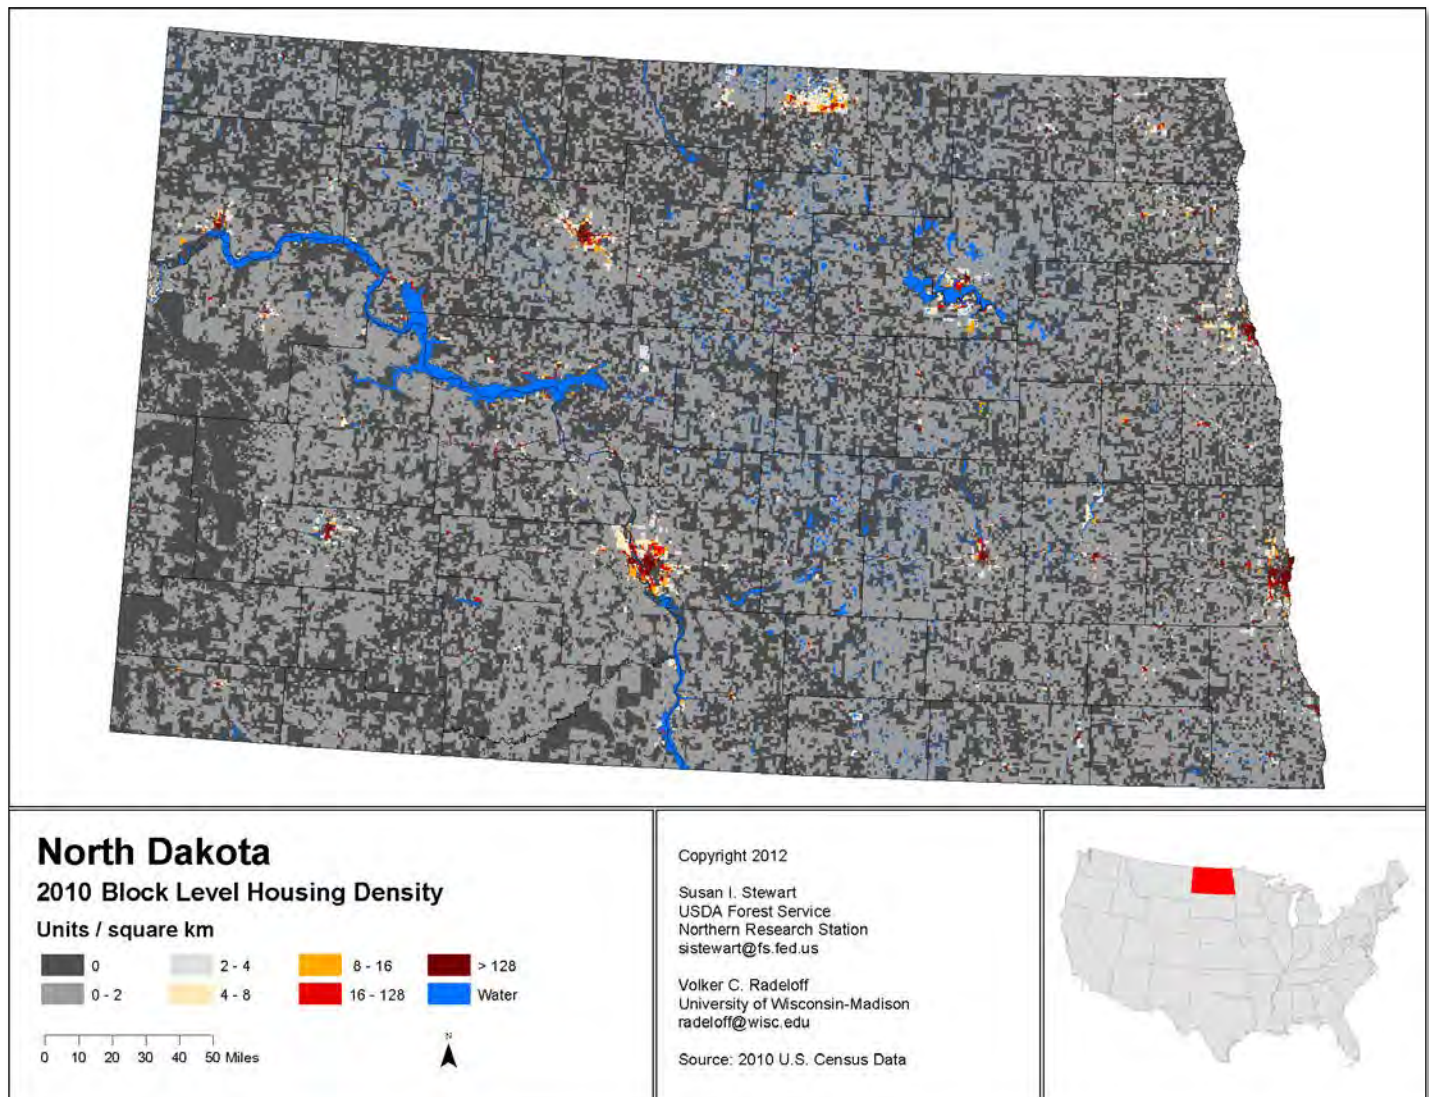 North Dakota
2010 Block Level Housing Density
Units / square km
0
2 - 4
8 - 16
> 128
0 - 2
4 - 8
16 - 128
Water
0 10 20 30 40 50 Miles
N
Copyright 2012
Susan I. Stewart
USDA Forest Service
Northern Research Station
sistewart@fs.fed.us
Volker C. Radeloff
University of Wisconsin-Madison
radeloff@wisc.edu
Source: 2010 U.S. Census Data